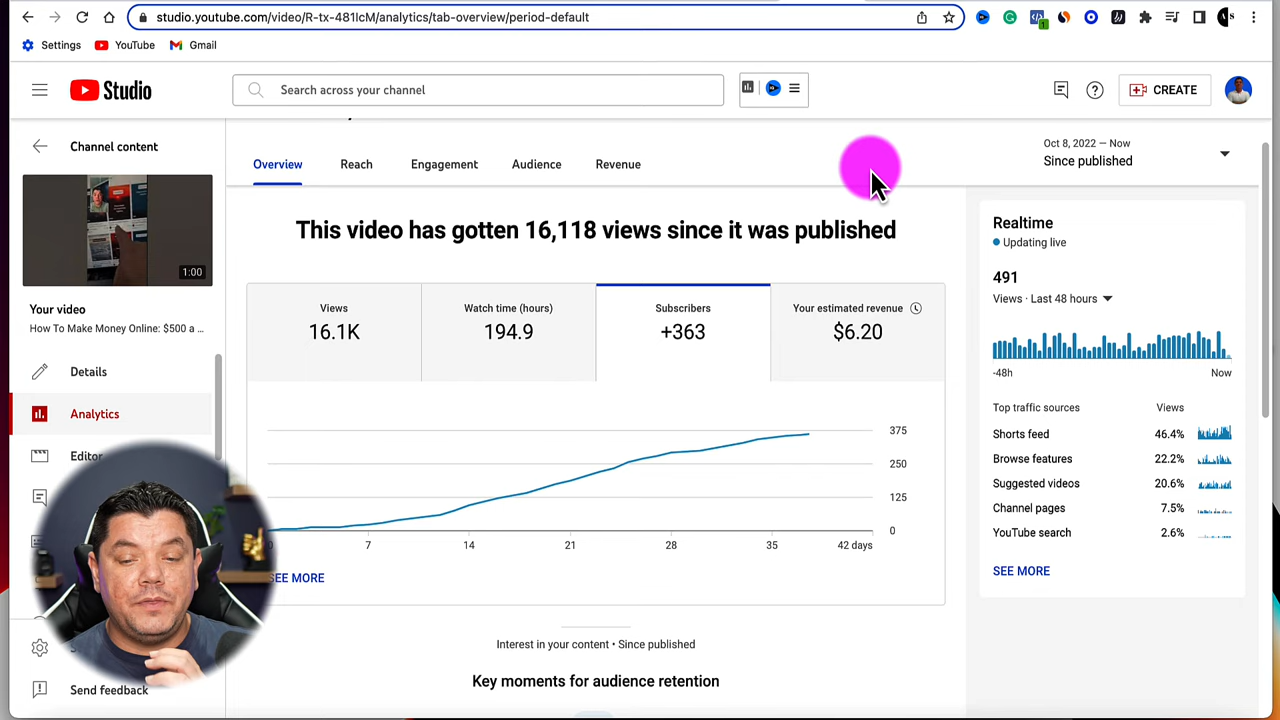 studio.youtube.com/video/R-tx-481lcM/analytics/tab-overview/period-default
Settings YouTube Gmail
Studio
Search across your channel
CREATE
Channel content
1:00
Your video
How To Make Money Online: $500 a ...
Details
Analytics
Editor
Send feedback
Overview Reach Engagement Audience Revenue
Oct 8, 2022 — Now
Since published
This video has gotten 16,118 views since it was published
Views
16.1K
Watch time (hours)
194.9
Subscribers
+363
Your estimated revenue
$6.20
375
250
125
0
0 7 14 21 28 35 42 days
SEE MORE
Interest in your content • Since published
Key moments for audience retention
Realtime
Updating live
491
Views · Last 48 hours
-48h Now
Top traffic sources Views
Shorts feed 46.4%
Browse features 22.2%
Suggested videos 20.6%
Channel pages 7.5%
YouTube search 2.6%
SEE MORE